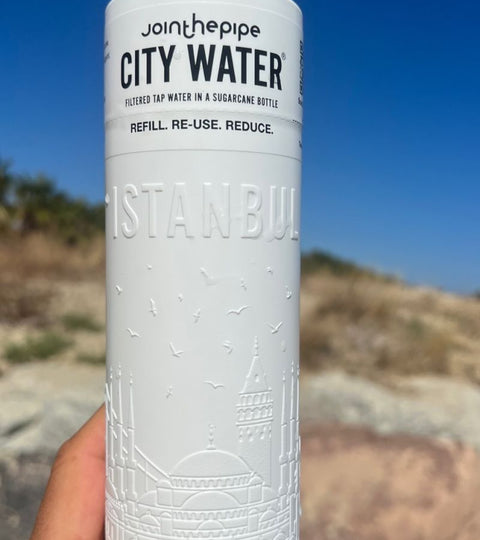 jointhepipe
CITY WATER®
FILTERED TAP WATER IN A SUGARCANE BOTTLE
REFILL. RE-USE. REDUCE.
ISTANBUL